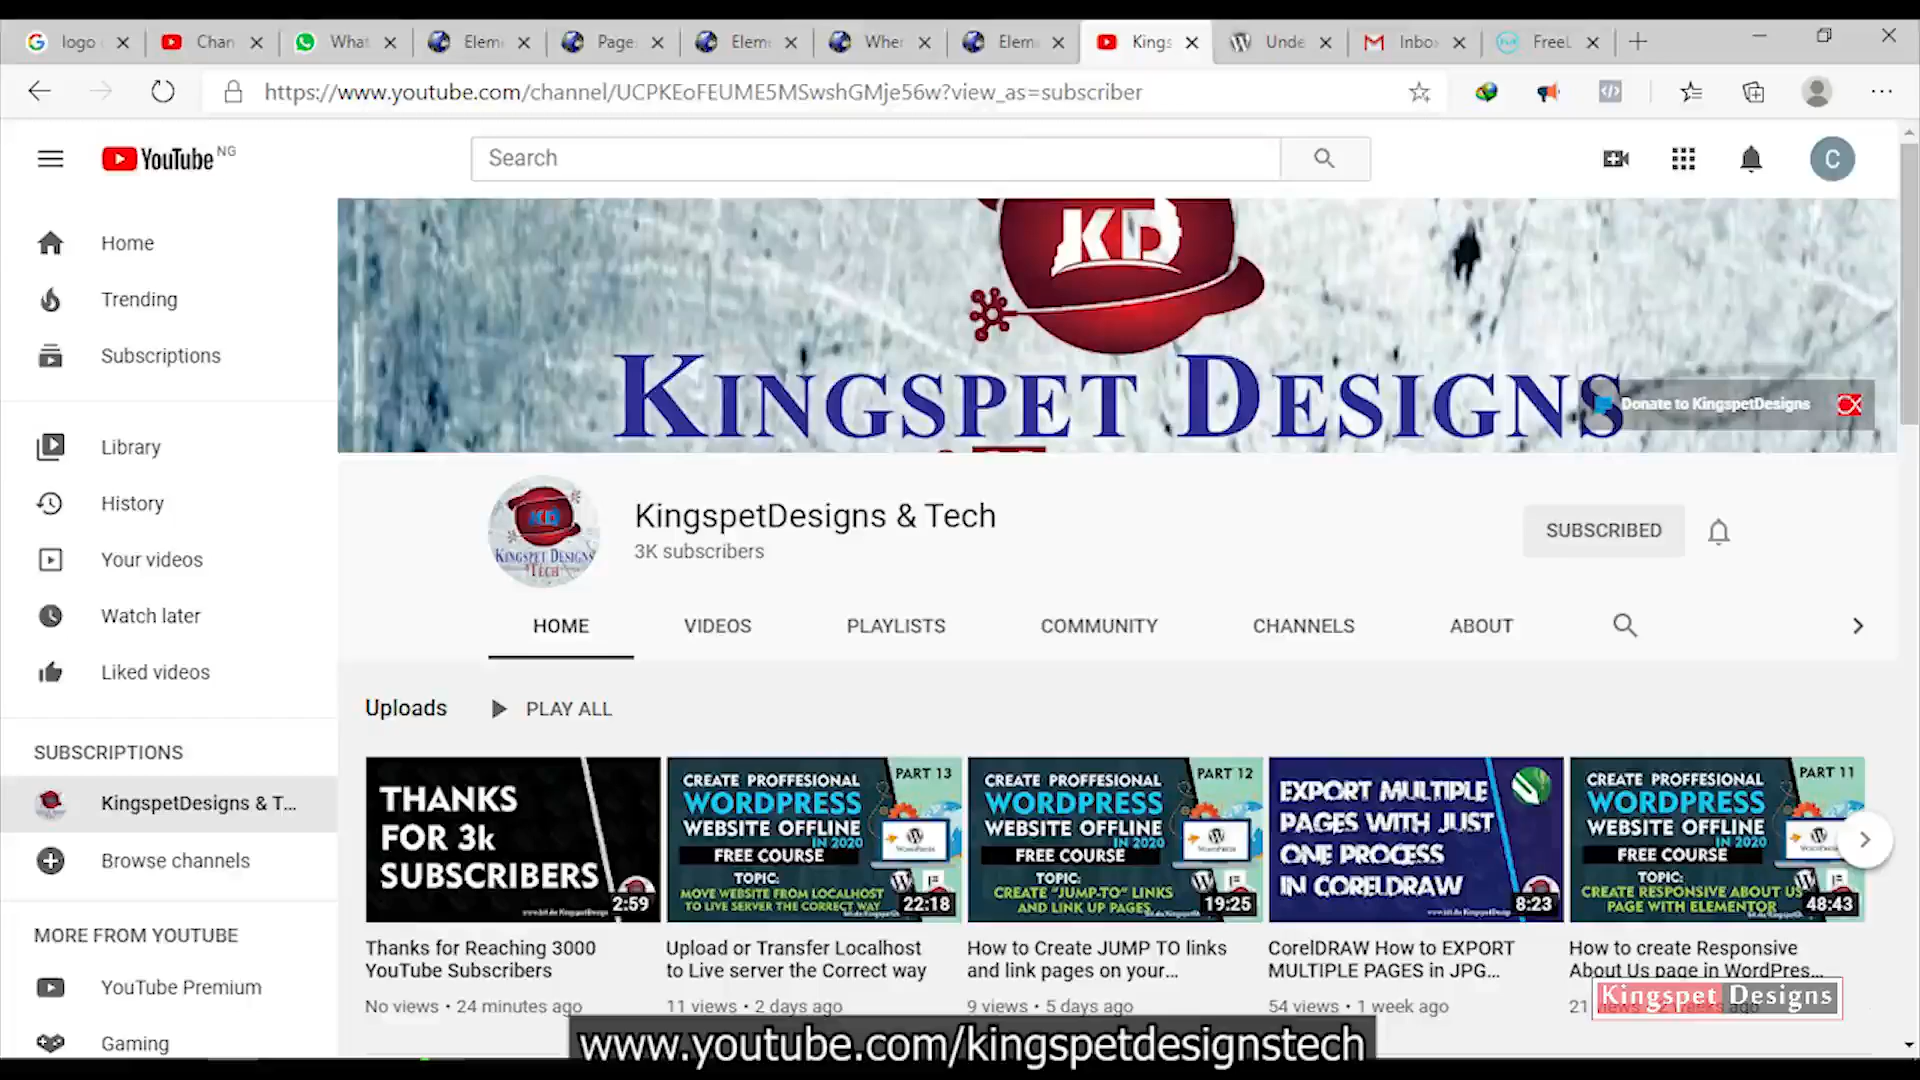 logo
Chan
What
Elem
Page
Elem
Wher
Elem
Kings
Unde
Inbo
FreeL
https://www.youtube.com/channel/UCPKEoFEUME5MSwshGMje56w?view_as=subscriber
YouTube NG
Search
C
Home
Trending
Subscriptions
Library
History
Your videos
Watch later
Liked videos
SUBSCRIPTIONS
KingspetDesigns & T...
Browse channels
MORE FROM YOUTUBE
YouTube Premium
Gaming
KD
KINGSPET DESIGNS
Donate to KingspetDesigns
KD
KINGSPET DESIGNS
& TECH
KingspetDesigns & Tech
3K subscribers
SUBSCRIBED
HOME
VIDEOS
PLAYLISTS
COMMUNITY
CHANNELS
ABOUT
Uploads
PLAY ALL
THANKS
FOR 3k
SUBSCRIBERS
2:59
Thanks for Reaching 3000
YouTube Subscribers
No views • 24 minutes ago
PART 13
CREATE PROFFESIONAL
WORDPRESS
WEBSITE OFFLINE
IN 2020
FREE COURSE
TOPIC:
MOVE WEBSITE FROM LOCALHOST
TO LIVE SERVER THE CORRECT WAY
22:18
Upload or Transfer Localhost
to Live server the Correct way
11 views • 2 days ago
PART 12
CREATE PROFFESIONAL
WORDPRESS
WEBSITE OFFLINE
IN 2020
FREE COURSE
TOPIC:
CREATE "JUMP-TO" LINKS
AND LINK UP PAGES
19:25
How to Create JUMP TO links
and link pages on your...
9 views • 5 days ago
EXPORT MULTIPLE
PAGES WITH JUST
ONE PROCESS
IN CORELDRAW
8:23
CorelDRAW How to EXPORT
MULTIPLE PAGES in JPG...
54 views • 1 week ago
PART 11
CREATE PROFFESIONAL
WORDPRESS
WEBSITE OFFLINE
IN 2020
FREE COURSE
TOPIC:
CREATE RESPONSIVE ABOUT US
PAGE WITH ELEMENTOR
48:43
How to create Responsive
About Us page in WordPres...
21
Kingspet Designs
www.youtube.com/kingspetdesignstech